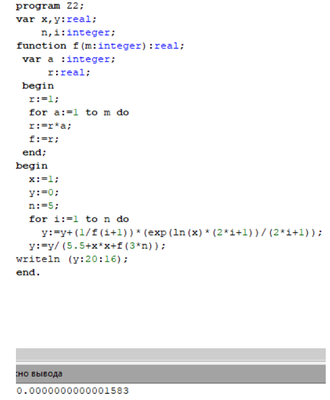 program Z2;
var x,y:real;
n,i:integer;
function f(m:integer):real;
var a :integer;
r:real;
begin
r:=1;
for a:=1 to m do
r:=r*a;
f:=r;
end;
begin
x:=1;
y:=0;
n:=5;
for i:=1 to n do
y:=y+(1/f(i+1))*(exp(ln(x)*(2*i+1))/(2*i+1));
y:=y/(5.5+x*x+f(3*n));
writeln (y:20:16);
end.
но вывода
0.0000000000001583